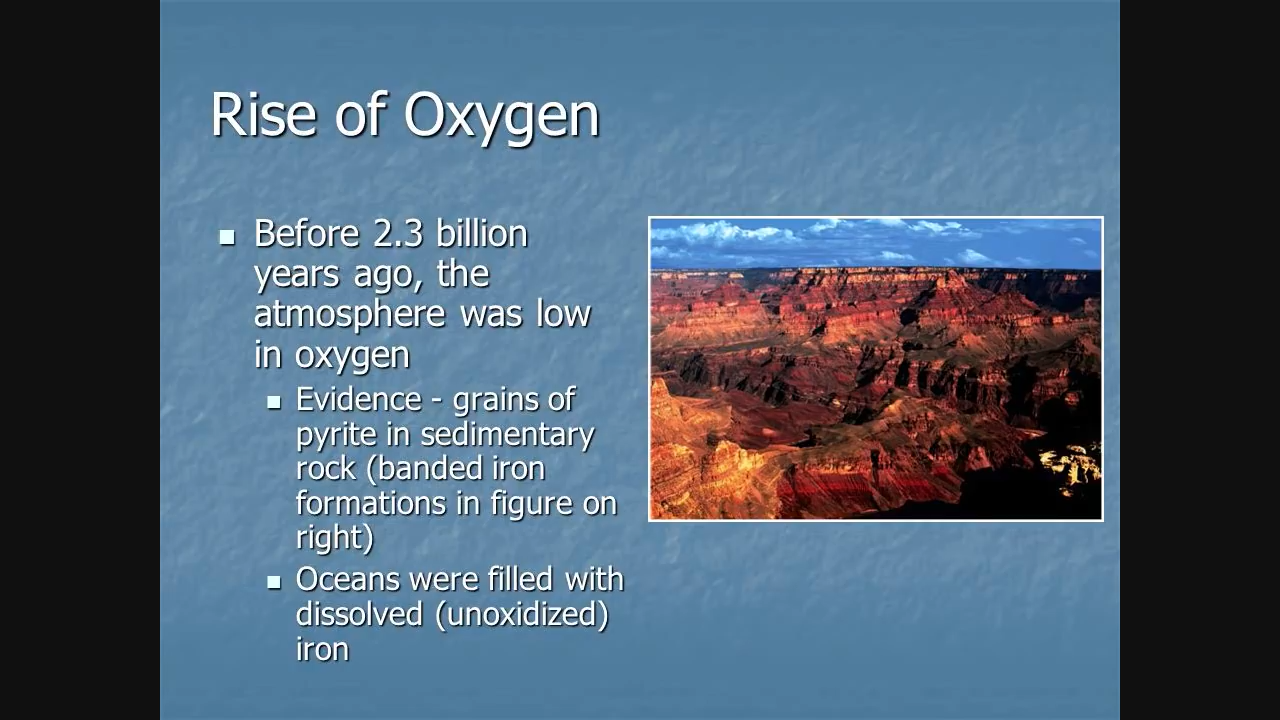 Rise of Oxygen
Before 2.3 billion
years ago, the
atmosphere was low
in oxygen
Evidence - grains of
pyrite in sedimentary
rock (banded iron
formations in figure on
right)
Oceans were filled with
dissolved (unoxidized)
iron